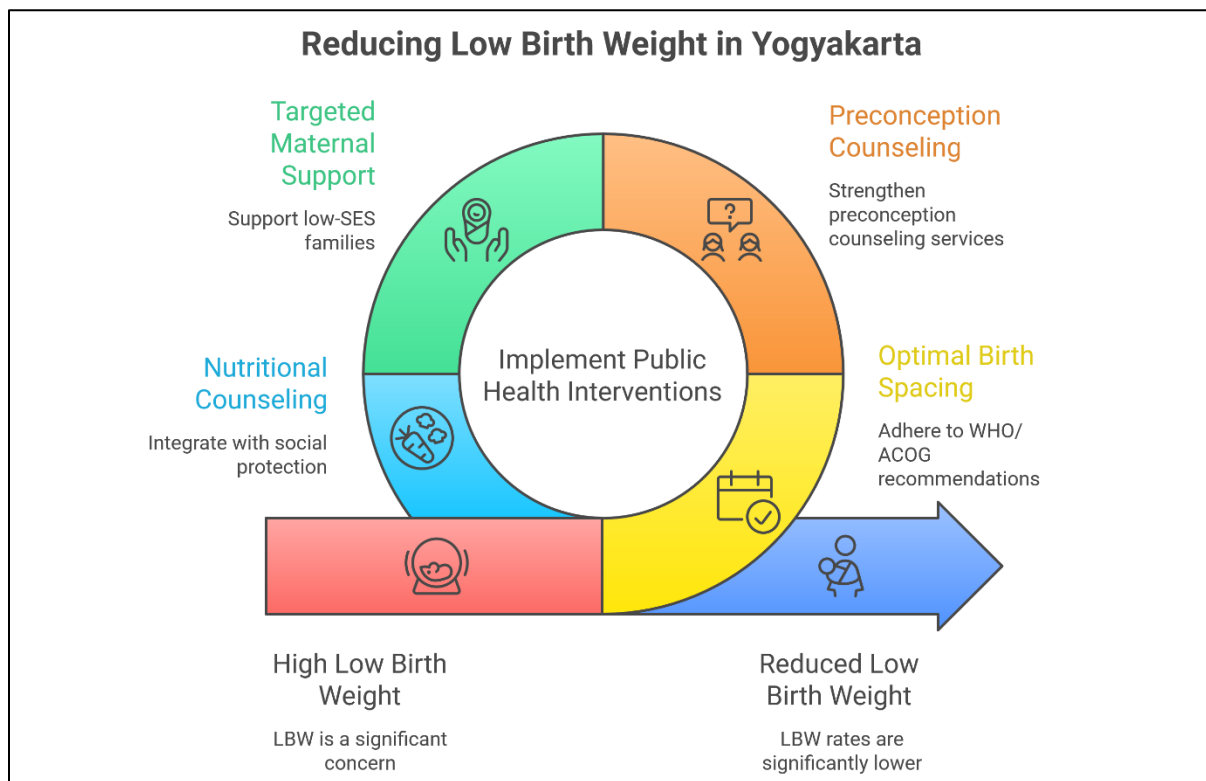 Reducing Low Birth Weight in Yogyakarta
Targeted
Maternal
Support
Support low-SES
families
Preconception
Counseling
Strengthen
preconception
counseling services
?
Nutritional
Counseling
Integrate with social
protection
Implement Public
Health Interventions
Optimal Birth
Spacing
Adhere to WHO/
ACOG
recommendations
High Low Birth
Weight
LBW is a significant
concern
Reduced Low
Birth Weight
LBW rates are
significantly lower